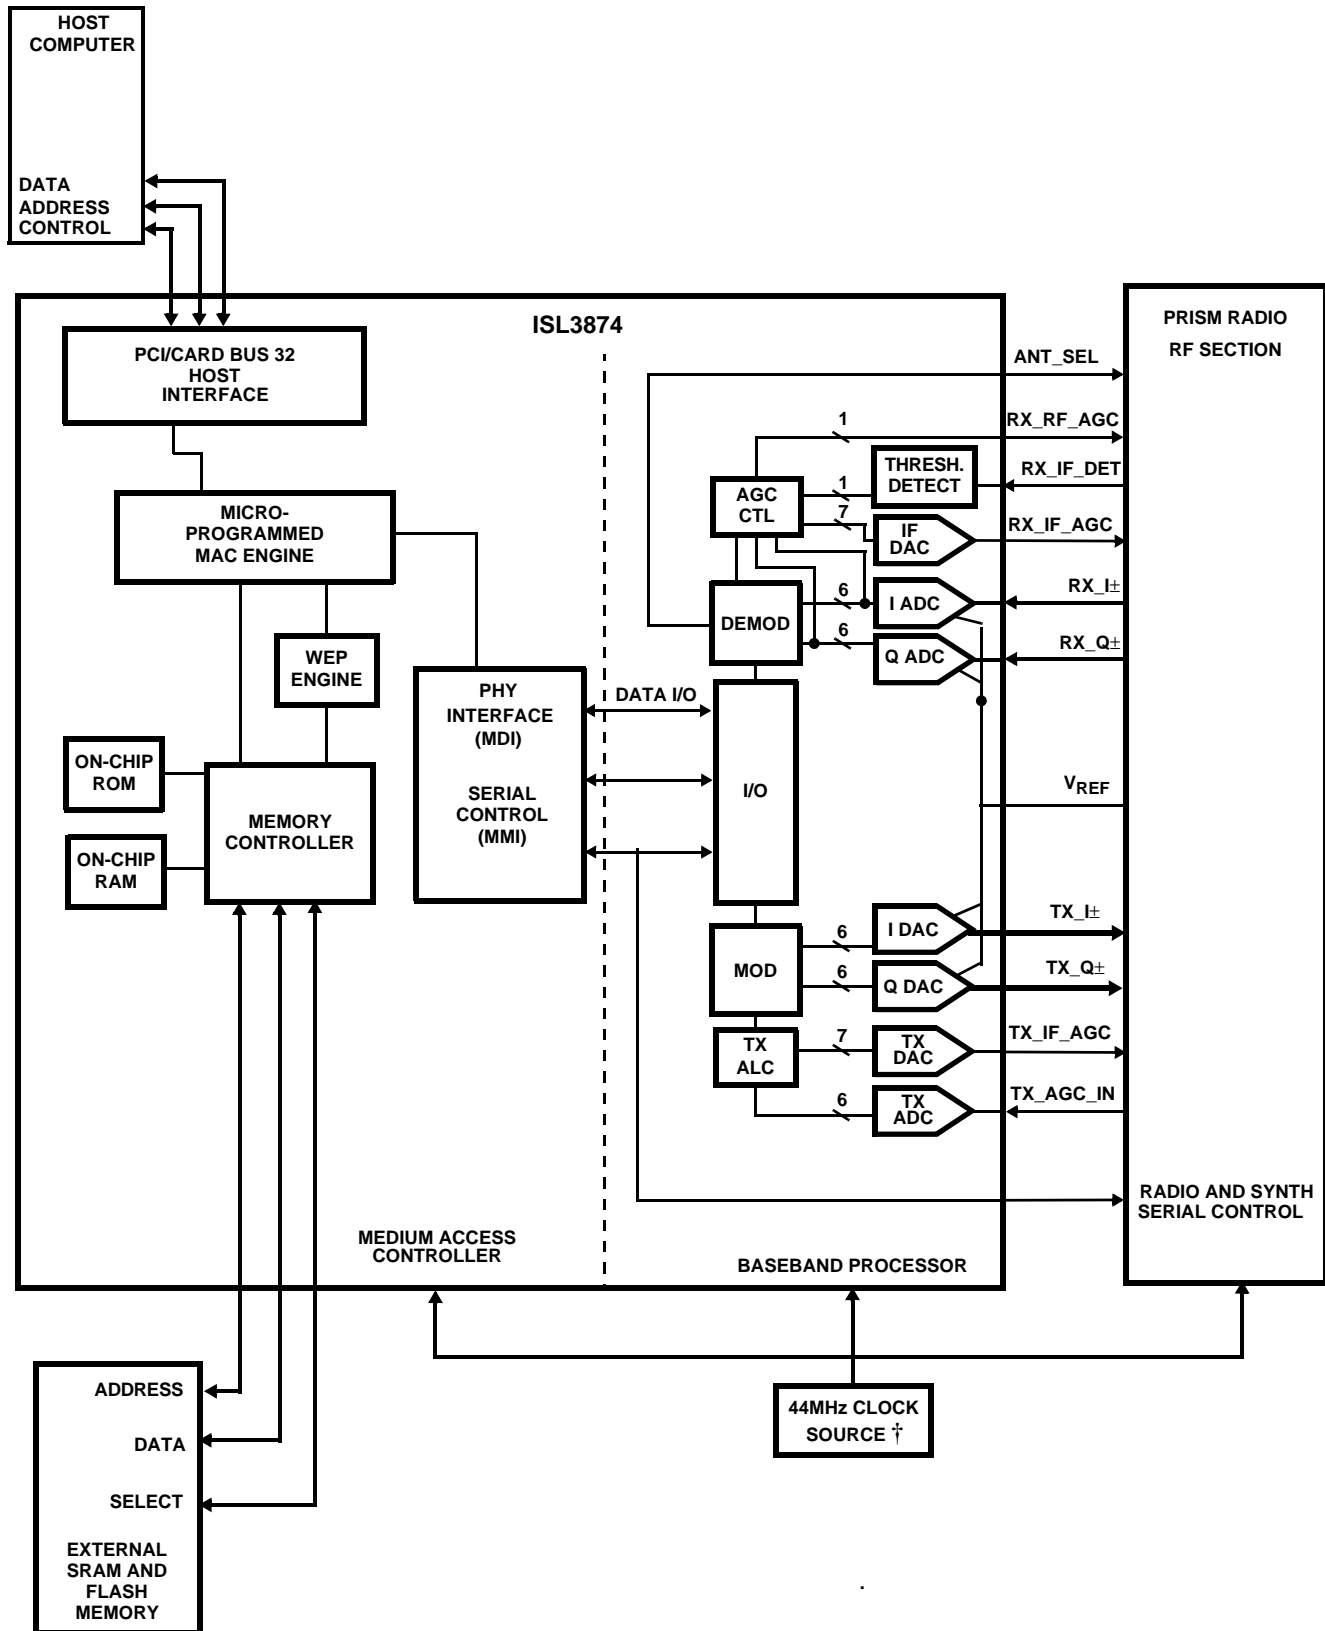 HOST
COMPUTER
DATA
ADDRESS
CONTROL
ISL3874
PCI/CARD BUS 32
HOST
INTERFACE
MICRO-
PROGRAMMED
MAC ENGINE
WEP
ENGINE
ON-CHIP
ROM
ON-CHIP
RAM
MEMORY
CONTROLLER
PHY
INTERFACE
(MDI)
SERIAL
CONTROL
(MMI)
DATA I/O
I/O
AGC
CTL
DEMOD
MOD
TX
ALC
1
1
7
6
6
6
6
7
6
THRESH.
DETECT
IF
DAC
I ADC
Q ADC
I DAC
Q DAC
TX
DAC
TX
ADC
ANT_SEL
RX_RF_AGC
RX_IF_DET
RX_IF_AGC
RX_I±
RX_Q±
VREF
TX_I±
TX_Q±
TX_IF_AGC
TX_AGC_IN
PRISM RADIO
RF SECTION
RADIO AND SYNTH
SERIAL CONTROL
MEDIUM ACCESS
CONTROLLER
BASEBAND PROCESSOR
44MHz CLOCK
SOURCE †
ADDRESS
DATA
SELECT
EXTERNAL
SRAM AND
FLASH
MEMORY
.